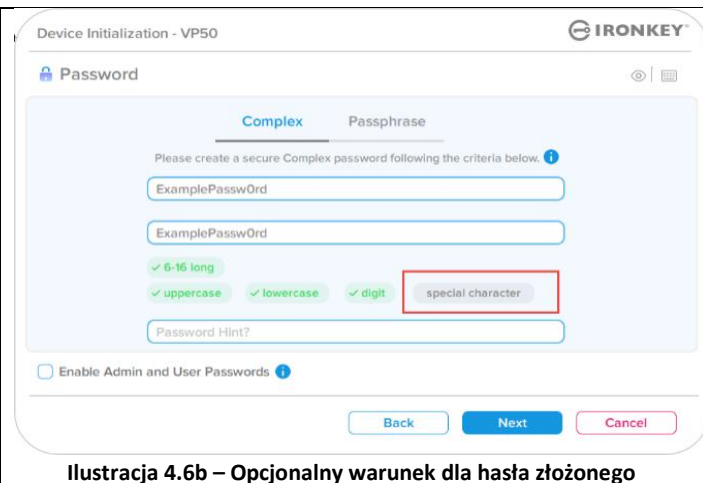 Device Initialization - VP50 IRONKEY
Password
Complex Passphrase
Please create a secure Complex password following the criteria below.
ExamplePassw0rd
ExamplePassw0rd
✓ 6-16 long
✓ uppercase ✓ lowercase ✓ digit special character
Password Hint?
Enable Admin and User Passwords
Back Next Cancel
Ilustracja 4.6b – Opcjonalny warunek dla hasła złożonego